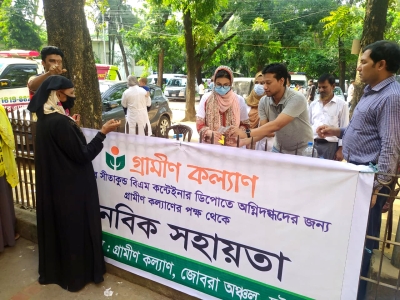 গ্রামীণ কল্যাণ
সীতাকুন্ড বিএম কন্টেইনার ডিপোতে অগ্নিদগ্ধদের জন্য
গ্রামীণ কল্যাণের পক্ষ থেকে
নবিক সহায়তা
: গ্রামীণ কল্যাণ, জোবরা অঞ্চল,